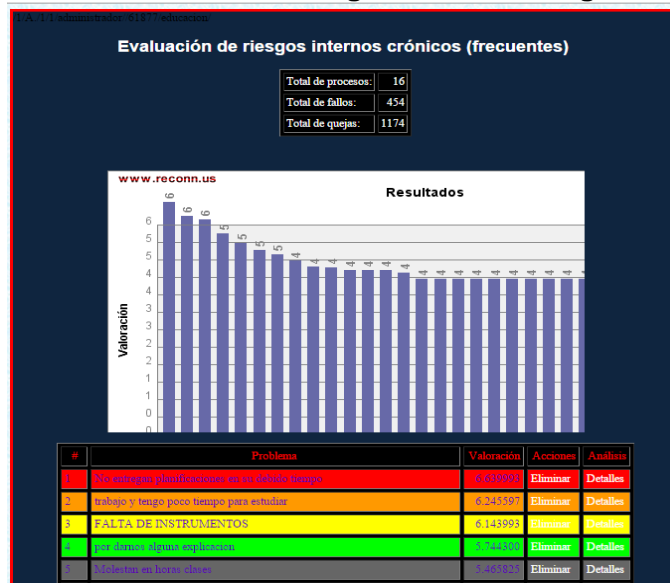 /1/A./1/1/administrador/61877/educacion/
Evaluación de riesgos internos crónicos (frecuentes)
Total de procesos: 16
Total de fallos: 454
Total de quejas: 1174
www.reconn.us
Resultados
6 6 6 5 5 5 5 4 4 4 4 4 4 4 4 4 4 4 4 4 4 4 4 4
6
5
5
4
4
3
3
2
2
1
1
0
0
Valoración
# Problema Valoración Acciones Análisis
1 No entregan planificaciones en su debido tiempo 6.639993 Eliminar Detalles
2 trabajo y tengo poco tiempo para estudiar 6.245597 Eliminar Detalles
3 FALTA DE INSTRUMENTOS 6.143993 Eliminar Detalles
4 por darnos alguna explicacion 5.744300 Eliminar Detalles
5 Molestan en horas clases 5.465825 Eliminar Detalles